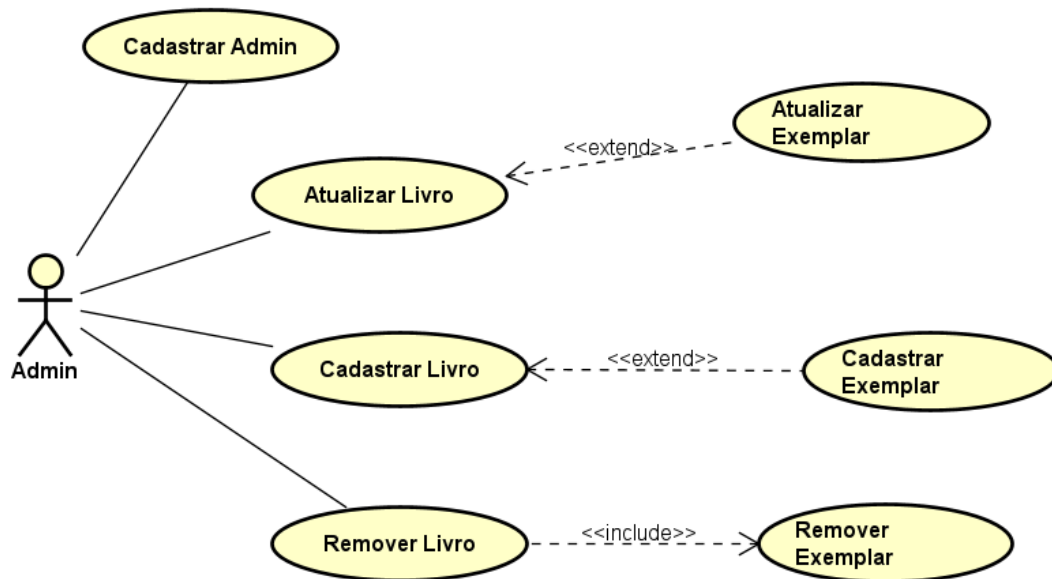 Cadastrar Admin
Atualizar
Exemplar
<<extend>>
Atualizar Livro
Admin
Cadastrar Livro
<<extend>>
Cadastrar
Exemplar
Remover Livro
<<include>>
Remover
Exemplar